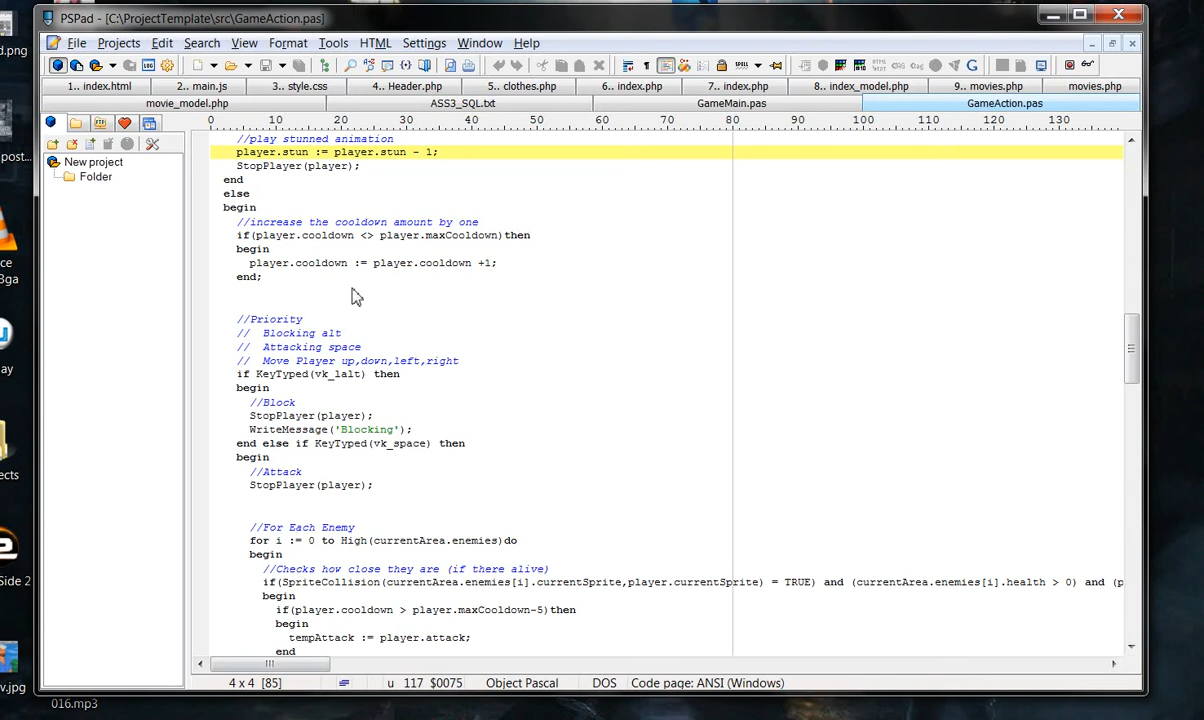 d.png
PSPad - [C:\ProjectTemplate\src\GameAction.pas]
File Projects Edit Search View Format Tools HTML Settings Window Help
1.. index.html 2.. main.js 3.. style.css 4.. Header.php 5.. clothes.php 6.. index.php 7.. index.php 8.. index_model.php 9.. movies.php movies.php
movie_model.php ASS3_SQL.txt GameMain.pas GameAction.pas
0 10 20 30 40 50 60 70 80 90 100 110 120 130
New project
Folder
//play stunned animation
player.stun := player.stun - 1;
StopPlayer(player);
end
else
begin
//increase the cooldown amount by one
if(player.cooldown <> player.maxCooldown)then
begin
player.cooldown := player.cooldown +1;
end;
//Priority
// Blocking alt
// Attacking space
// Move Player up,down,left,right
if KeyTyped(vk_lalt) then
begin
//Block
StopPlayer(player);
WriteMessage('Blocking');
end else if KeyTyped(vk_space) then
begin
//Attack
StopPlayer(player);
//For Each Enemy
for i := 0 to High(currentArea.enemies)do
begin
//Checks how close they are (if there alive)
if(SpriteCollision(currentArea.enemies[i].currentSprite,player.currentSprite) = TRUE) and (currentArea.enemies[i].health > 0) and (p
begin
if(player.cooldown > player.maxCooldown-5)then
begin
tempAttack := player.attack;
end
4 x 4 [85] u 117 $0075 Object Pascal DOS Code page: ANSI (Windows)
post...
ce
8ga
ay
ects
Side 2
v.jpg
016.mp3